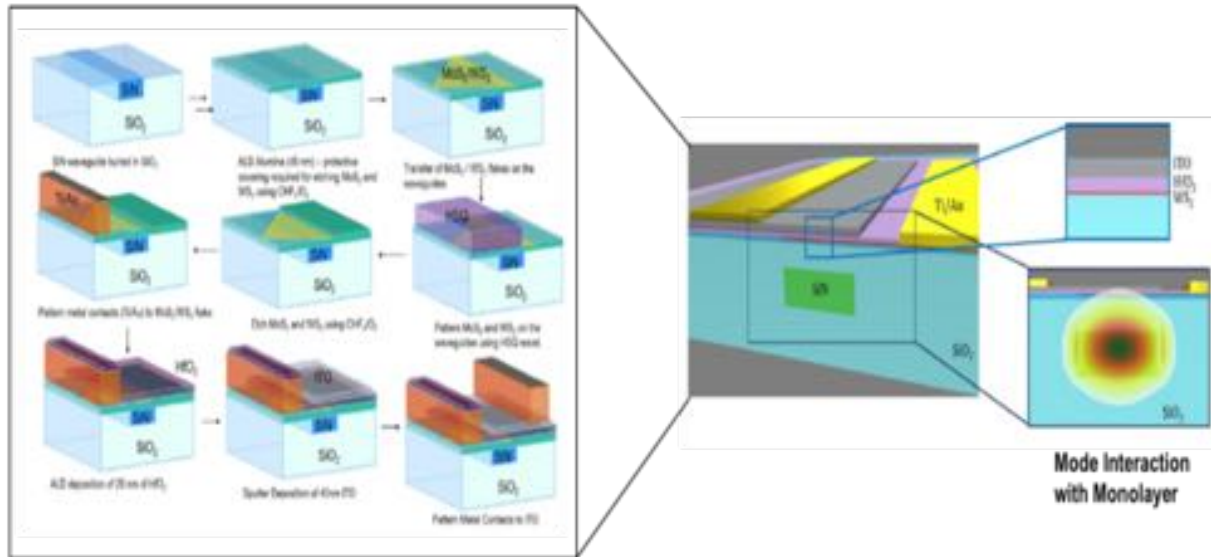 SiN
SiO2
SiN waveguide buried in SiO2
SiN
SiO2
ALD Alumina (45 nm) – protective
covering required for etching MoS2 and
WS2 using CHF3/O2
MoS2/WS2
SiN
SiO2
Transfer of MoS2 / WS2 flakes on the
waveguides
HSQ
SiN
SiO2
Pattern MoS2 and WS2 on the
waveguides using HSQ resist
SiN
SiO2
Etch MoS2 and WS2 using CHF3/O2
Ti/Au
SiN
SiO2
Pattern metal contacts (Ti/Au) to MoS2/WS2 flake
HfO2
SiN
SiO2
ALD deposition of HfO2
ITO
SiN
SiO2
Sputter Deposition of ITO
SiN
SiO2
Pattern Metal Contacts to ITO
Ti/Au
SiN
SiO2
ITO
HfO2
WS2
SiO2
Mode Interaction
with Monolayer